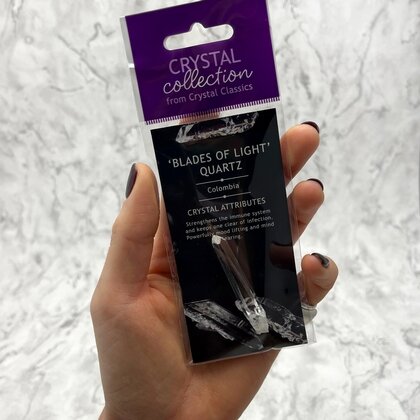 CRYSTAL
collection
from Crystal Classics
'BLADES OF LIGHT'
QUARTZ
Colombia
CRYSTAL ATTRIBUTES
Strengthens the immune system
and keeps one clear of infection.
Powerful mood lifting and mind